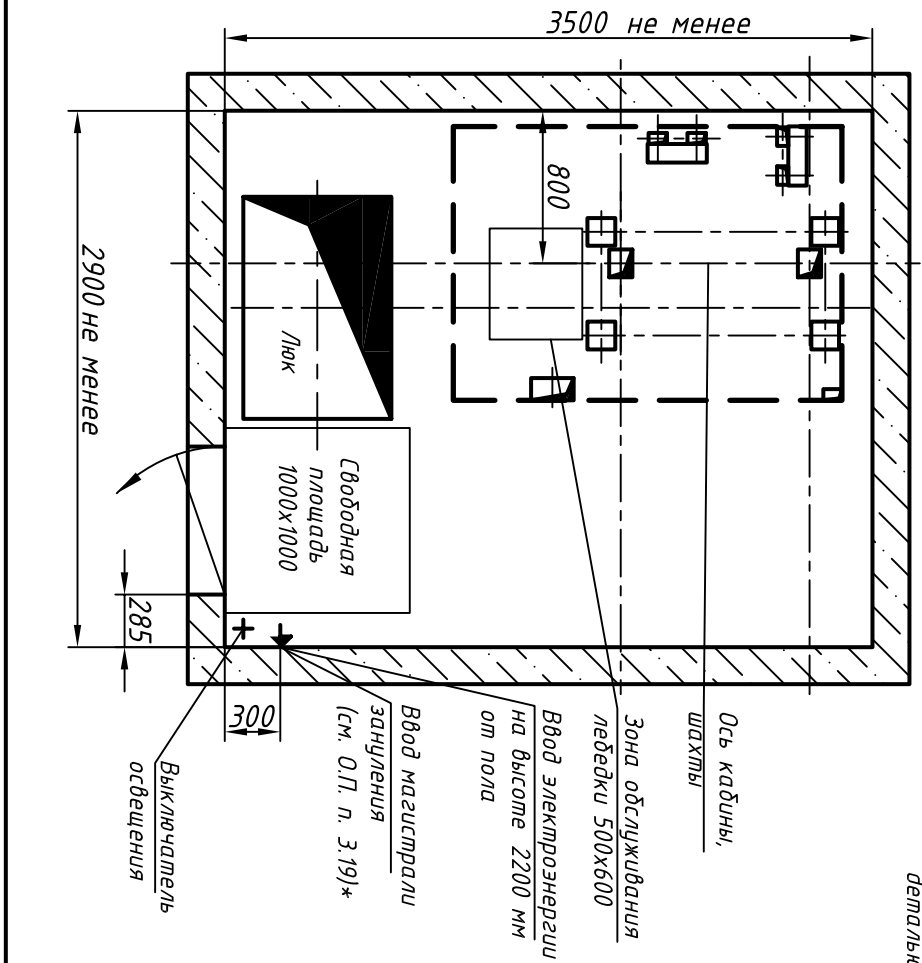 3500 не менее
800
2900 не менее
Люк
Свободная
площадь
1000х1000
285
300
Ось кабины,
шахты
Зона обслуживания
лебедки 500х600
Ввод электроэнергии
на высоте 2200 мм
от пола
Ввод магистрали
зануления
(см. О.П. п. 3.19)*
Выключатель
освещения